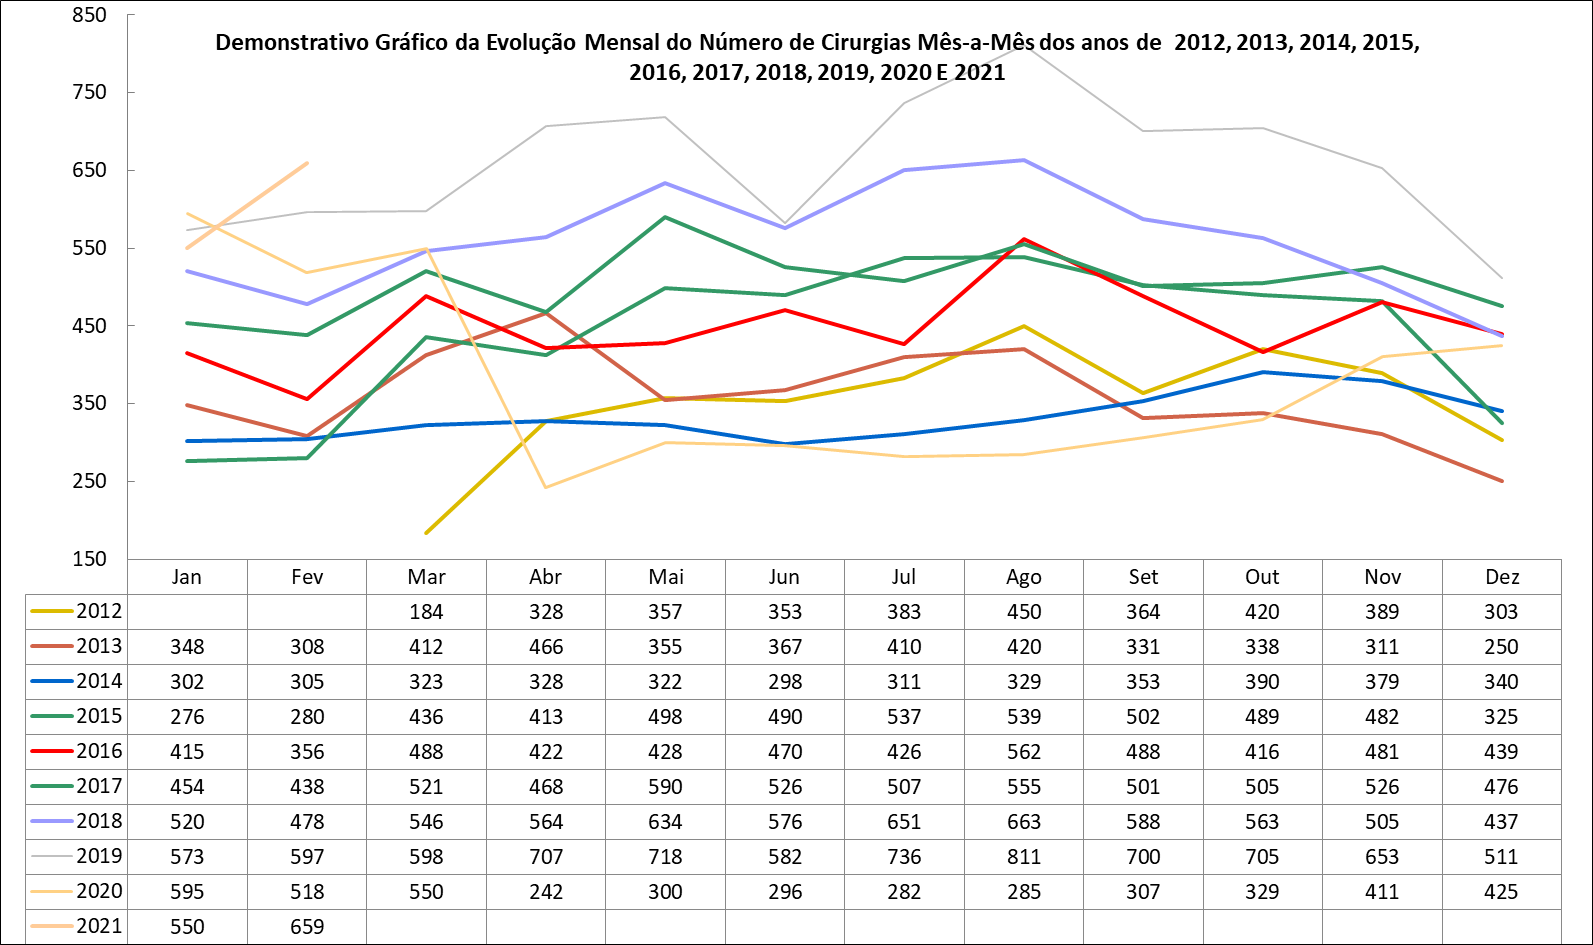 850
Demonstrativo Gráfico da Evolução Mensal do Número de Cirurgias Mês-a-Mês dos anos de 2012, 2013, 2014, 2015,
2016, 2017, 2018, 2019, 2020 E 2021
750
650
550
450
350
250
150
Jan Fev Mar Abr Mai Jun Jul Ago Set Out Nov Dez
2012 184 328 357 353 383 450 364 420 389 303
2013 348 308 412 466 355 367 410 420 331 338 311 250
2014 302 305 323 328 322 298 311 329 353 390 379 340
2015 276 280 436 413 498 490 537 539 502 489 482 325
2016 415 356 488 422 428 470 426 562 488 416 481 439
2017 454 438 521 468 590 526 507 555 501 505 526 476
2018 520 478 546 564 634 576 651 663 588 563 505 437
2019 573 597 598 707 718 582 736 811 700 705 653 511
2020 595 518 550 242 300 296 282 285 307 329 411 425
2021 550 659